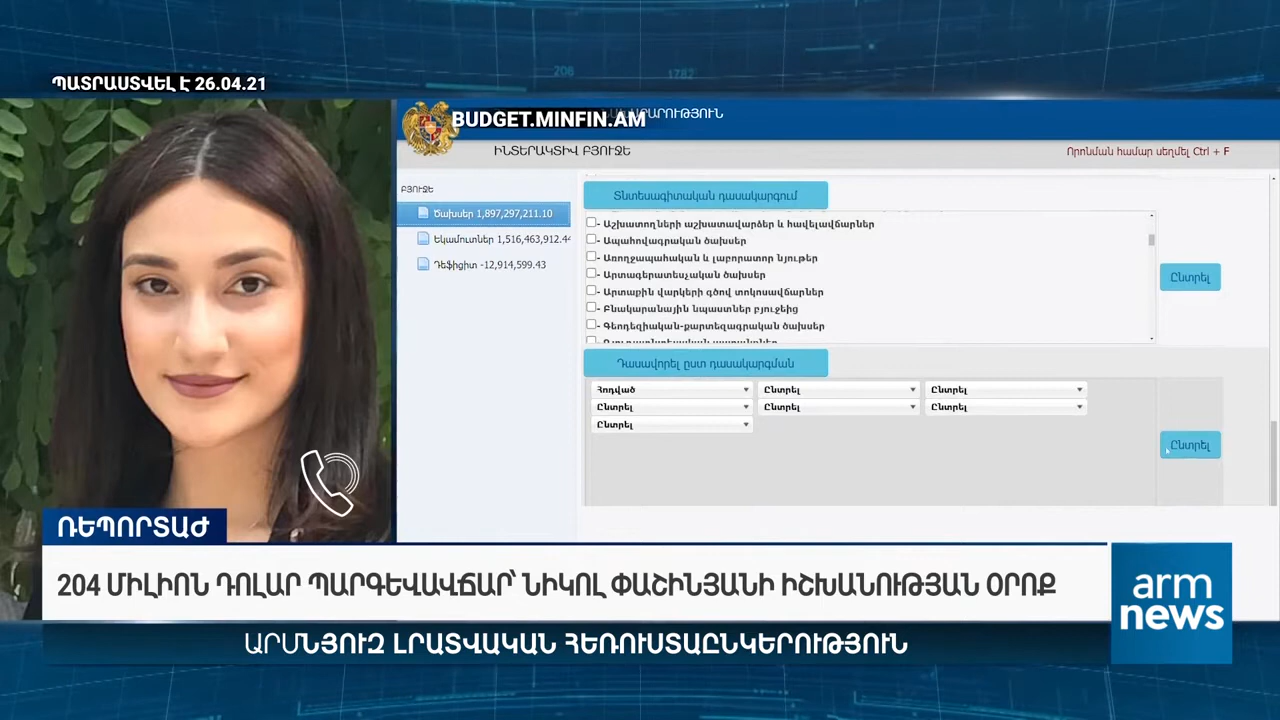 208
1782
ՊԱՏՐԱՍՏՎԵԼ Է 26.04.21
BUDGET.MINFIN.AM
ԻՆՏԵՐԱԿՏԻՎ ԲՅՈՒՋԵ
Որոնման համար սեղմել Ctrl + F
ԲՅՈՒՋԵ
Ծախսեր 1,897,297,211.10
Եկամուտներ 1,516,463,912.44
Դեֆիցիտ -12,914,599.43
Տնտեսագիտական դասակարգում
- Աշխատողների աշխատավարձեր և հավելավճարներ
- Ապահովագրական ծախսեր
- Առողջապահական և լաբորատոր նյութեր
- Արտագերատեսչական ծախսեր
- Արտաքին վարկերի գծով տոկոսավճարներ
- Բնակարանային նպաստներ բյուջեից
- Գեոդեզիական-քարտեզագրական ծախսեր
Ընտրել
Դասավորել ըստ դասակարգման
Հոդված Ընտրել Ընտրել
Ընտրել Ընտրել Ընտրել
Ընտրել
Ընտրել
ՌԵՊՈՐՏԱԺ
204 ՄԻԼԻՈՆ ԴՈԼԱՐ ՊԱՐԳԵՎԱՎՃԱՐ՝ ՆԻԿՈԼ ՓԱՇԻՆՅԱՆԻ ԻՇԽԱՆՈՒԹՅԱՆ ՕՐՈՔ
arm
news
ԱՐՄՆՅՈՒԶ ԼՐԱՏՎԱԿԱՆ ՀԵՌՈՒՍՏԱԸՆԿԵՐՈՒԹՅՈՒՆ